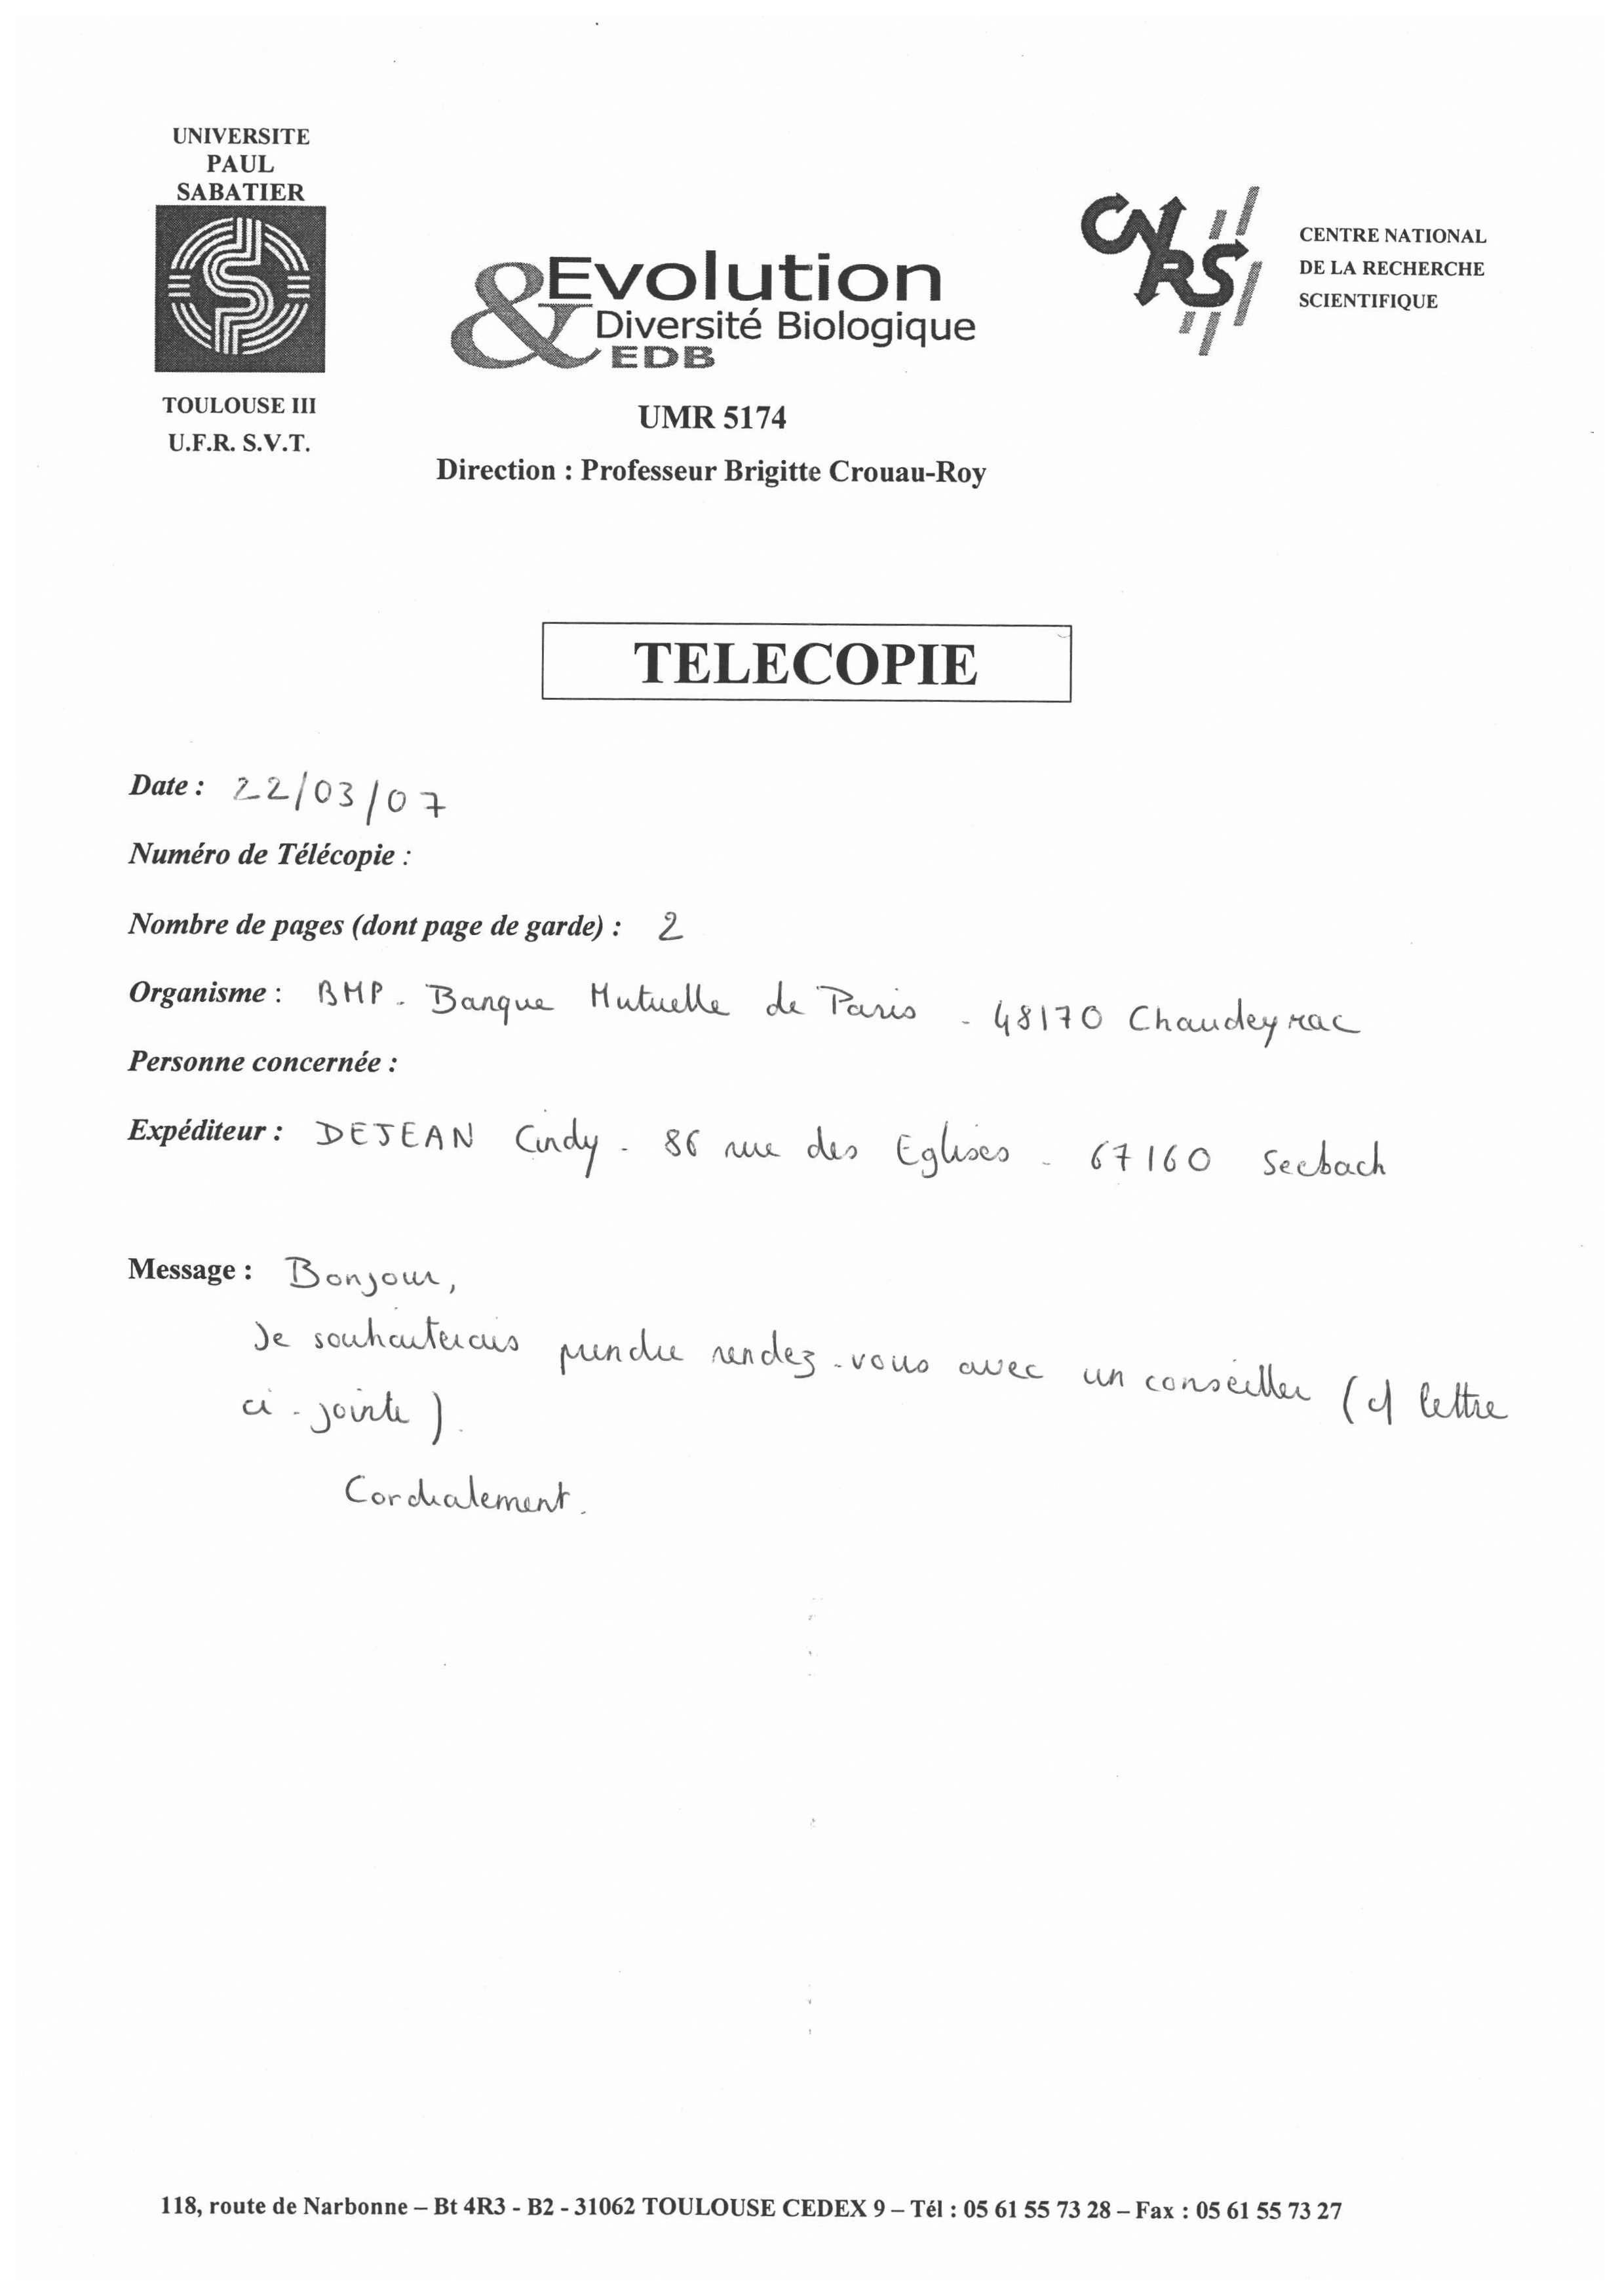 UNIVERSITE
PAUL
SABATIER
TOULOUSE III
U.F.R. S.V.T.
&Evolution
Diversité Biologique
EDB
UMR 5174
Direction : Professeur Brigitte Crouau-Roy
CNRS
CENTRE NATIONAL
DE LA RECHERCHE
SCIENTIFIQUE
TELECOPIE
Date : 22/03/07
Numéro de Télécopie :
Nombre de pages (dont page de garde) : 2
Organisme : BMP - Banque Mutuelle de Paris - 48170 Chaudeyrac
Personne concernée :
Expéditeur : DEJEAN Cindy - 86 rue des Eglises - 67160 Seebach
Message : Bonjour,
Je souhaiterais prendre rendez-vous avec un conseiller (cf lettre
ci-jointe).
Cordialement.
118, route de Narbonne – Bt 4R3 - B2 - 31062 TOULOUSE CEDEX 9 – Tél : 05 61 55 73 28 – Fax : 05 61 55 73 27